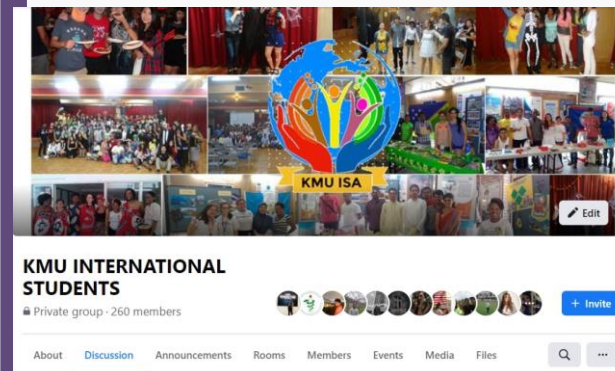 KMU ISA
Edit
KMU INTERNATIONAL
STUDENTS
Private group · 260 members
+ Invite
About Discussion Announcements Rooms Members Events Media Files